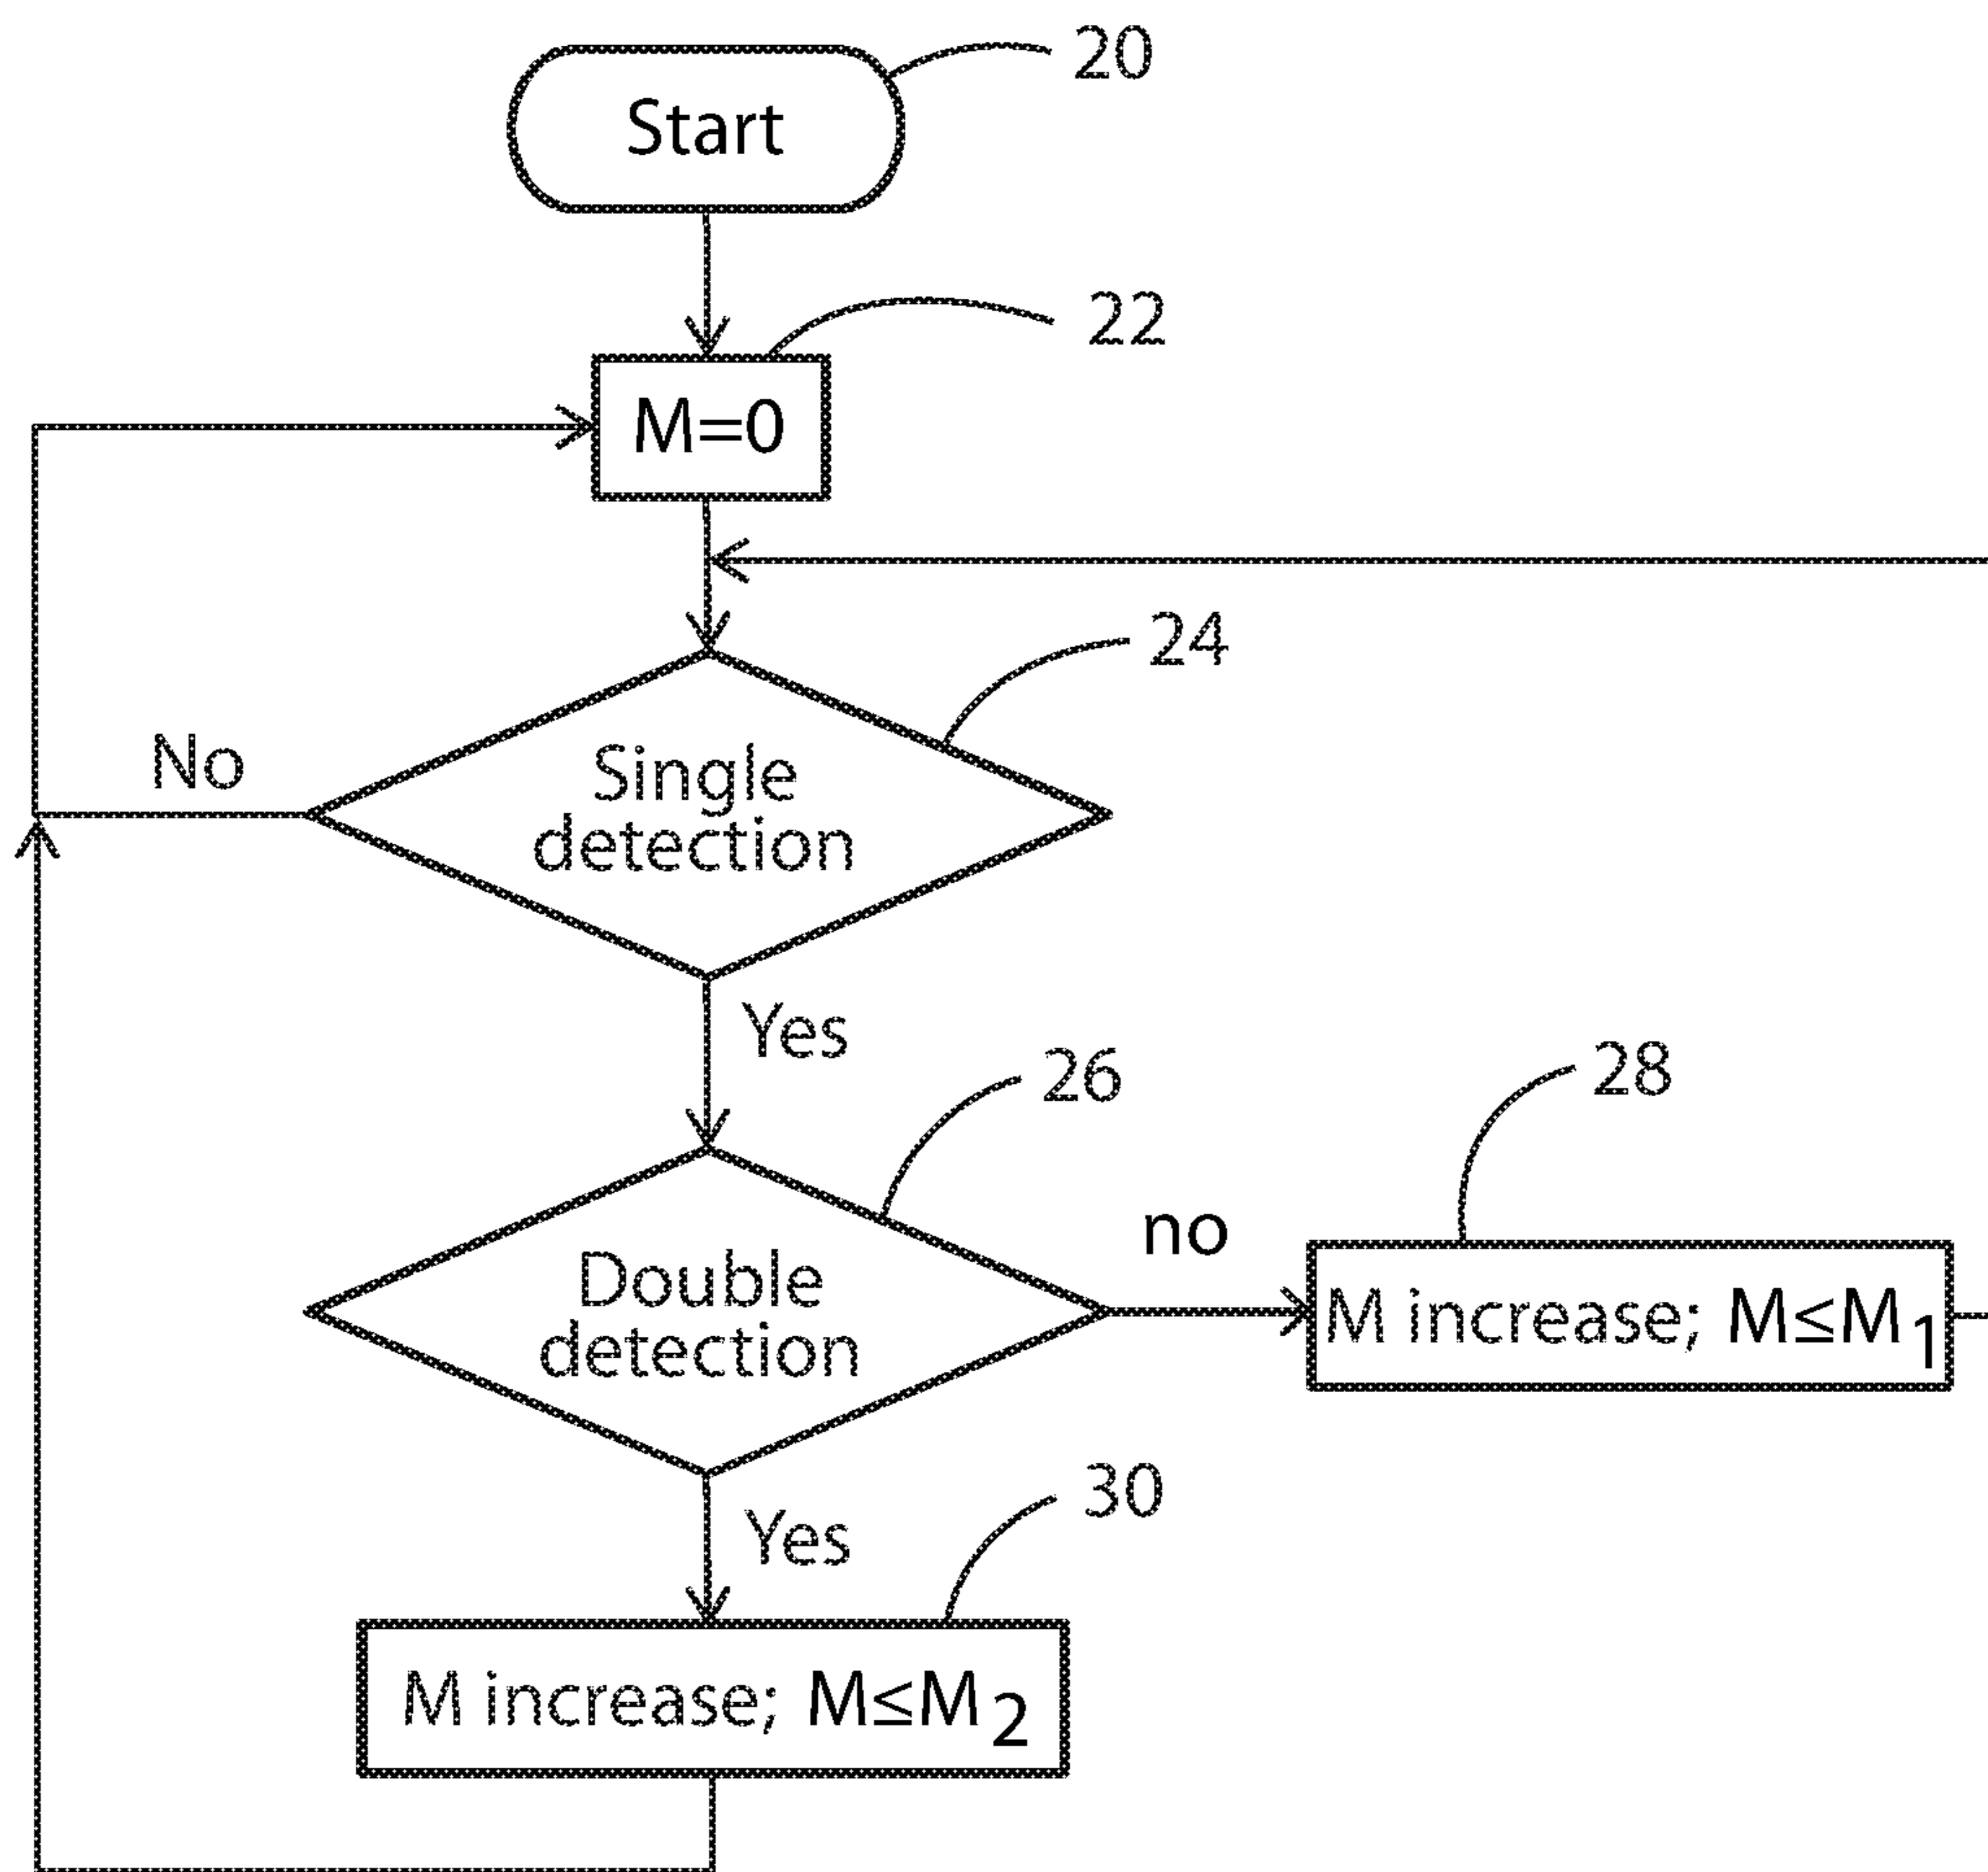 20
Start
22
M=0
24
No
Single
detection
Yes
26
28
no
Double
detection
M increase; M≤M1
30
Yes
M increase; M≤M2